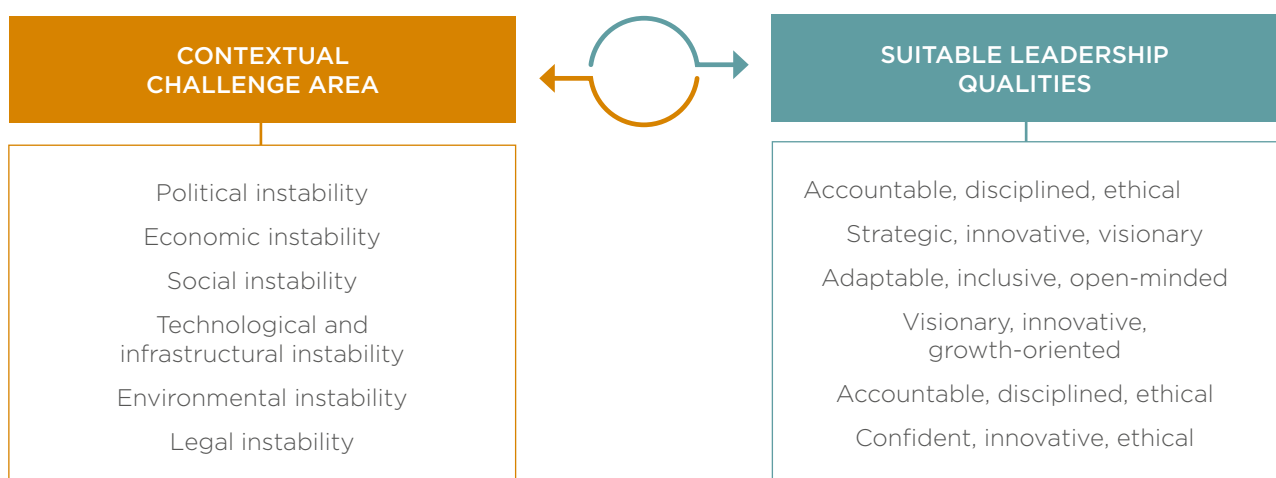 CONTEXTUAL
CHALLENGE AREA
Political instability
Economic instability
Social instability
Technological and
infrastructural instability
Environmental instability
Legal instability
SUITABLE LEADERSHIP
QUALITIES
Accountable, disciplined, ethical
Strategic, innovative, visionary
Adaptable, inclusive, open-minded
Visionary, innovative,
growth-oriented
Accountable, disciplined, ethical
Confident, innovative, ethical